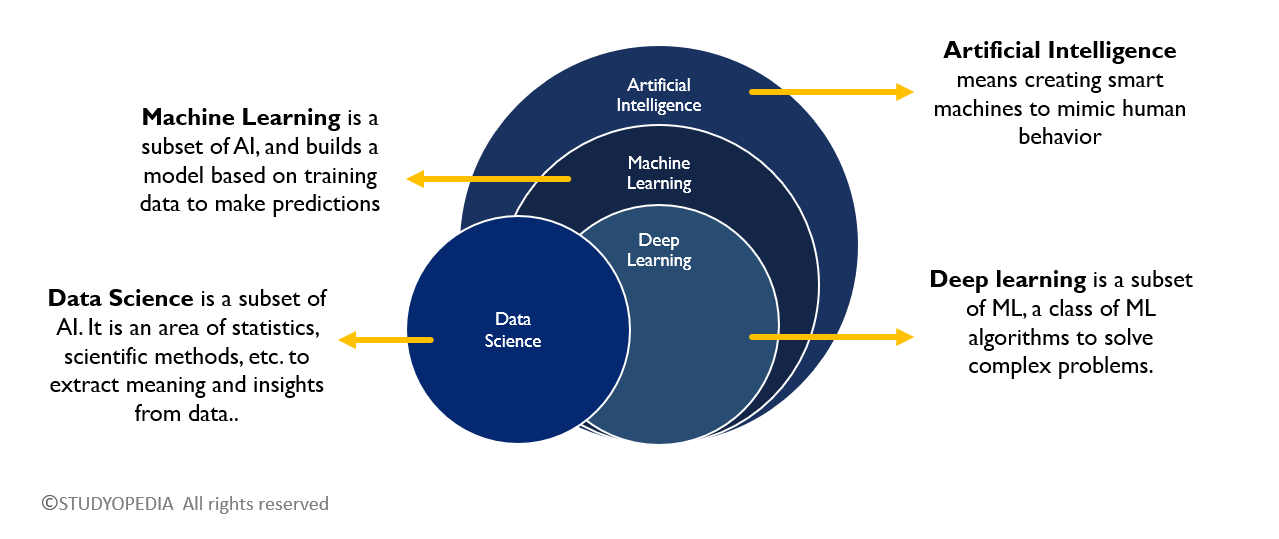 Artificial Intelligence
means creating smart
machines to mimic human
behavior
Artificial
Intelligence
Machine Learning is a
subset of AI, and builds a
model based on training
data to make predictions
Machine
Learning
Deep
Learning
Deep learning is a subset
of ML, a class of ML
algorithms to solve
complex problems.
Data Science is a subset of
AI. It is an area of statistics,
scientific methods, etc. to
extract meaning and insights
from data..
Data
Science
©STUDYOPEDIA All rights reserved